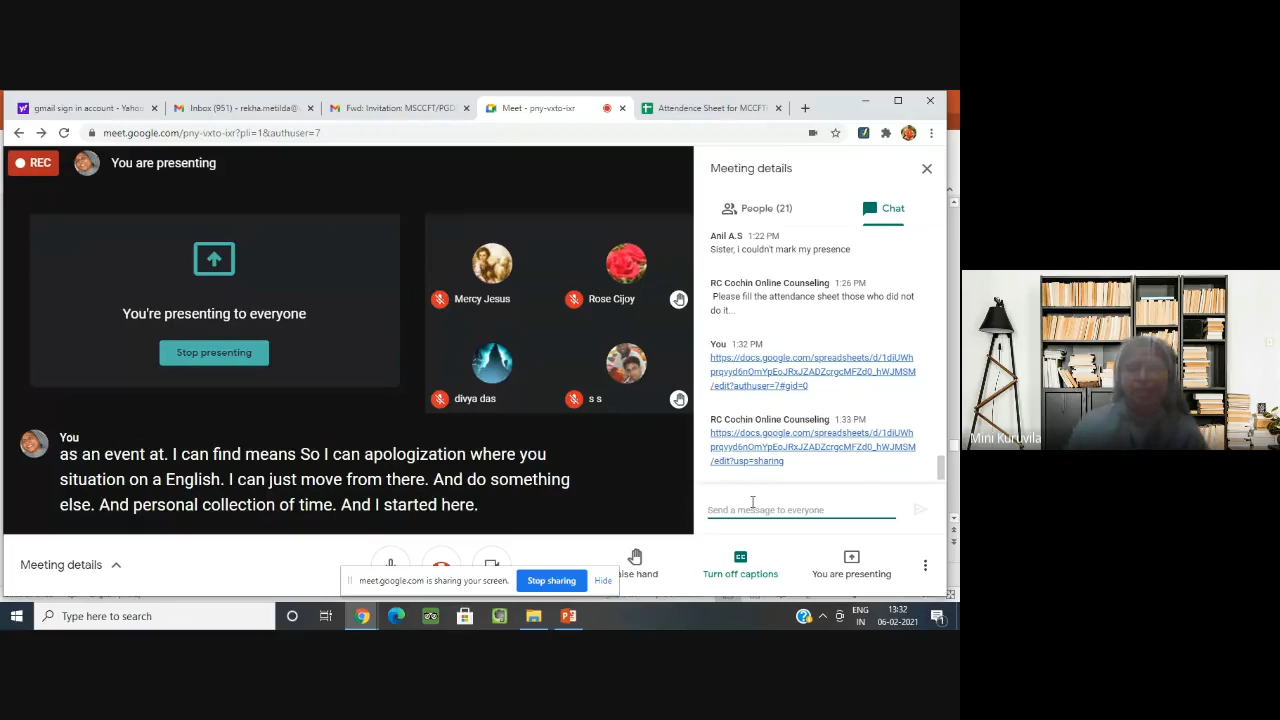 gmail sign in account - Yahoo
Inbox (951) - rekha.metilda@
Fwd: Invitation: MSCCFT/PGD
Meet - pny-vxto-ixr
Attendence Sheet for MCCFT/
meet.google.com/pny-vxto-ixr?pli=1&authuser=7
REC
You are presenting
Meeting details
People (21)
Chat
You're presenting to everyone
Stop presenting
Mercy Jesus
Rose Cijoy
divya das
s s
Anil A.S 1:22 PM
Sister, i couldn't mark my presence
RC Cochin Online Counseling 1:26 PM
Please fill the attendance sheet those who did not
do it...
You 1:32 PM
https://docs.google.com/spreadsheets/d/1diUWh
prqvyd6nOmYpEoJRxJZADZcrgcMFZd0_hWJMSM
/edit?authuser=7#gid=0
RC Cochin Online Counseling 1:33 PM
https://docs.google.com/spreadsheets/d/1diUWh
prqvyd6nOmYpEoJRxJZADZcrgcMFZd0_hWJMSM
/edit?usp=sharing
You
is an everat. I can find means So I can apologization where you
situation on a English. I can just move from there. And do something
else. And personal collection of time. And I started here.
Send a message to everyone
Meeting details
meet.google.com is sharing your screen.
Stop sharing
Hide
aise hand
Turn off captions
You are presenting
Type here to search
ENG
IN
13:32
06-02-2021
1
Mini Kuruvila